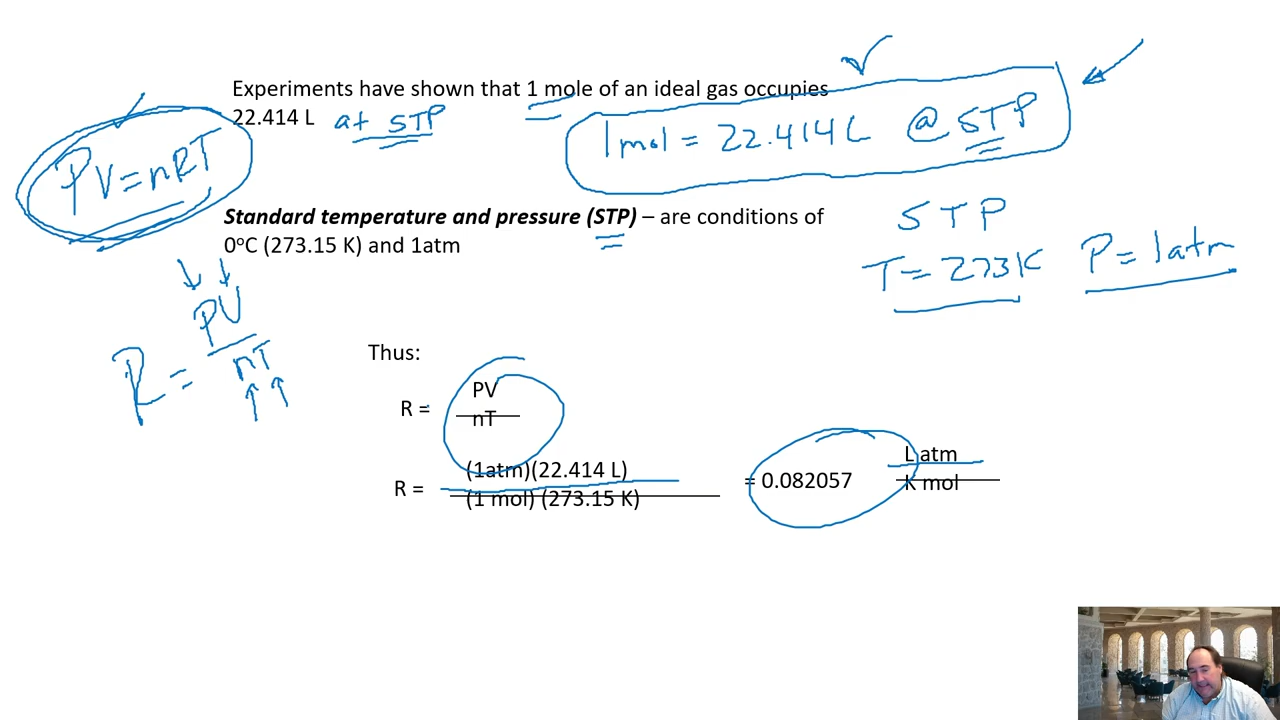 Experiments have shown that 1 mole of an ideal gas occupies
22.414 L at STP
1 mol = 22.414 L @ STP
PV = nRT
Standard temperature and pressure (STP) – are conditions of
0°C (273.15 K) and 1atm
STP
T = 273 K P = 1 atm
R = PV
nT
Thus:
R = PV
nT
R = (1atm)(22.414 L)
(1 mol) (273.15 K)
= 0.082057 L atm
K mol